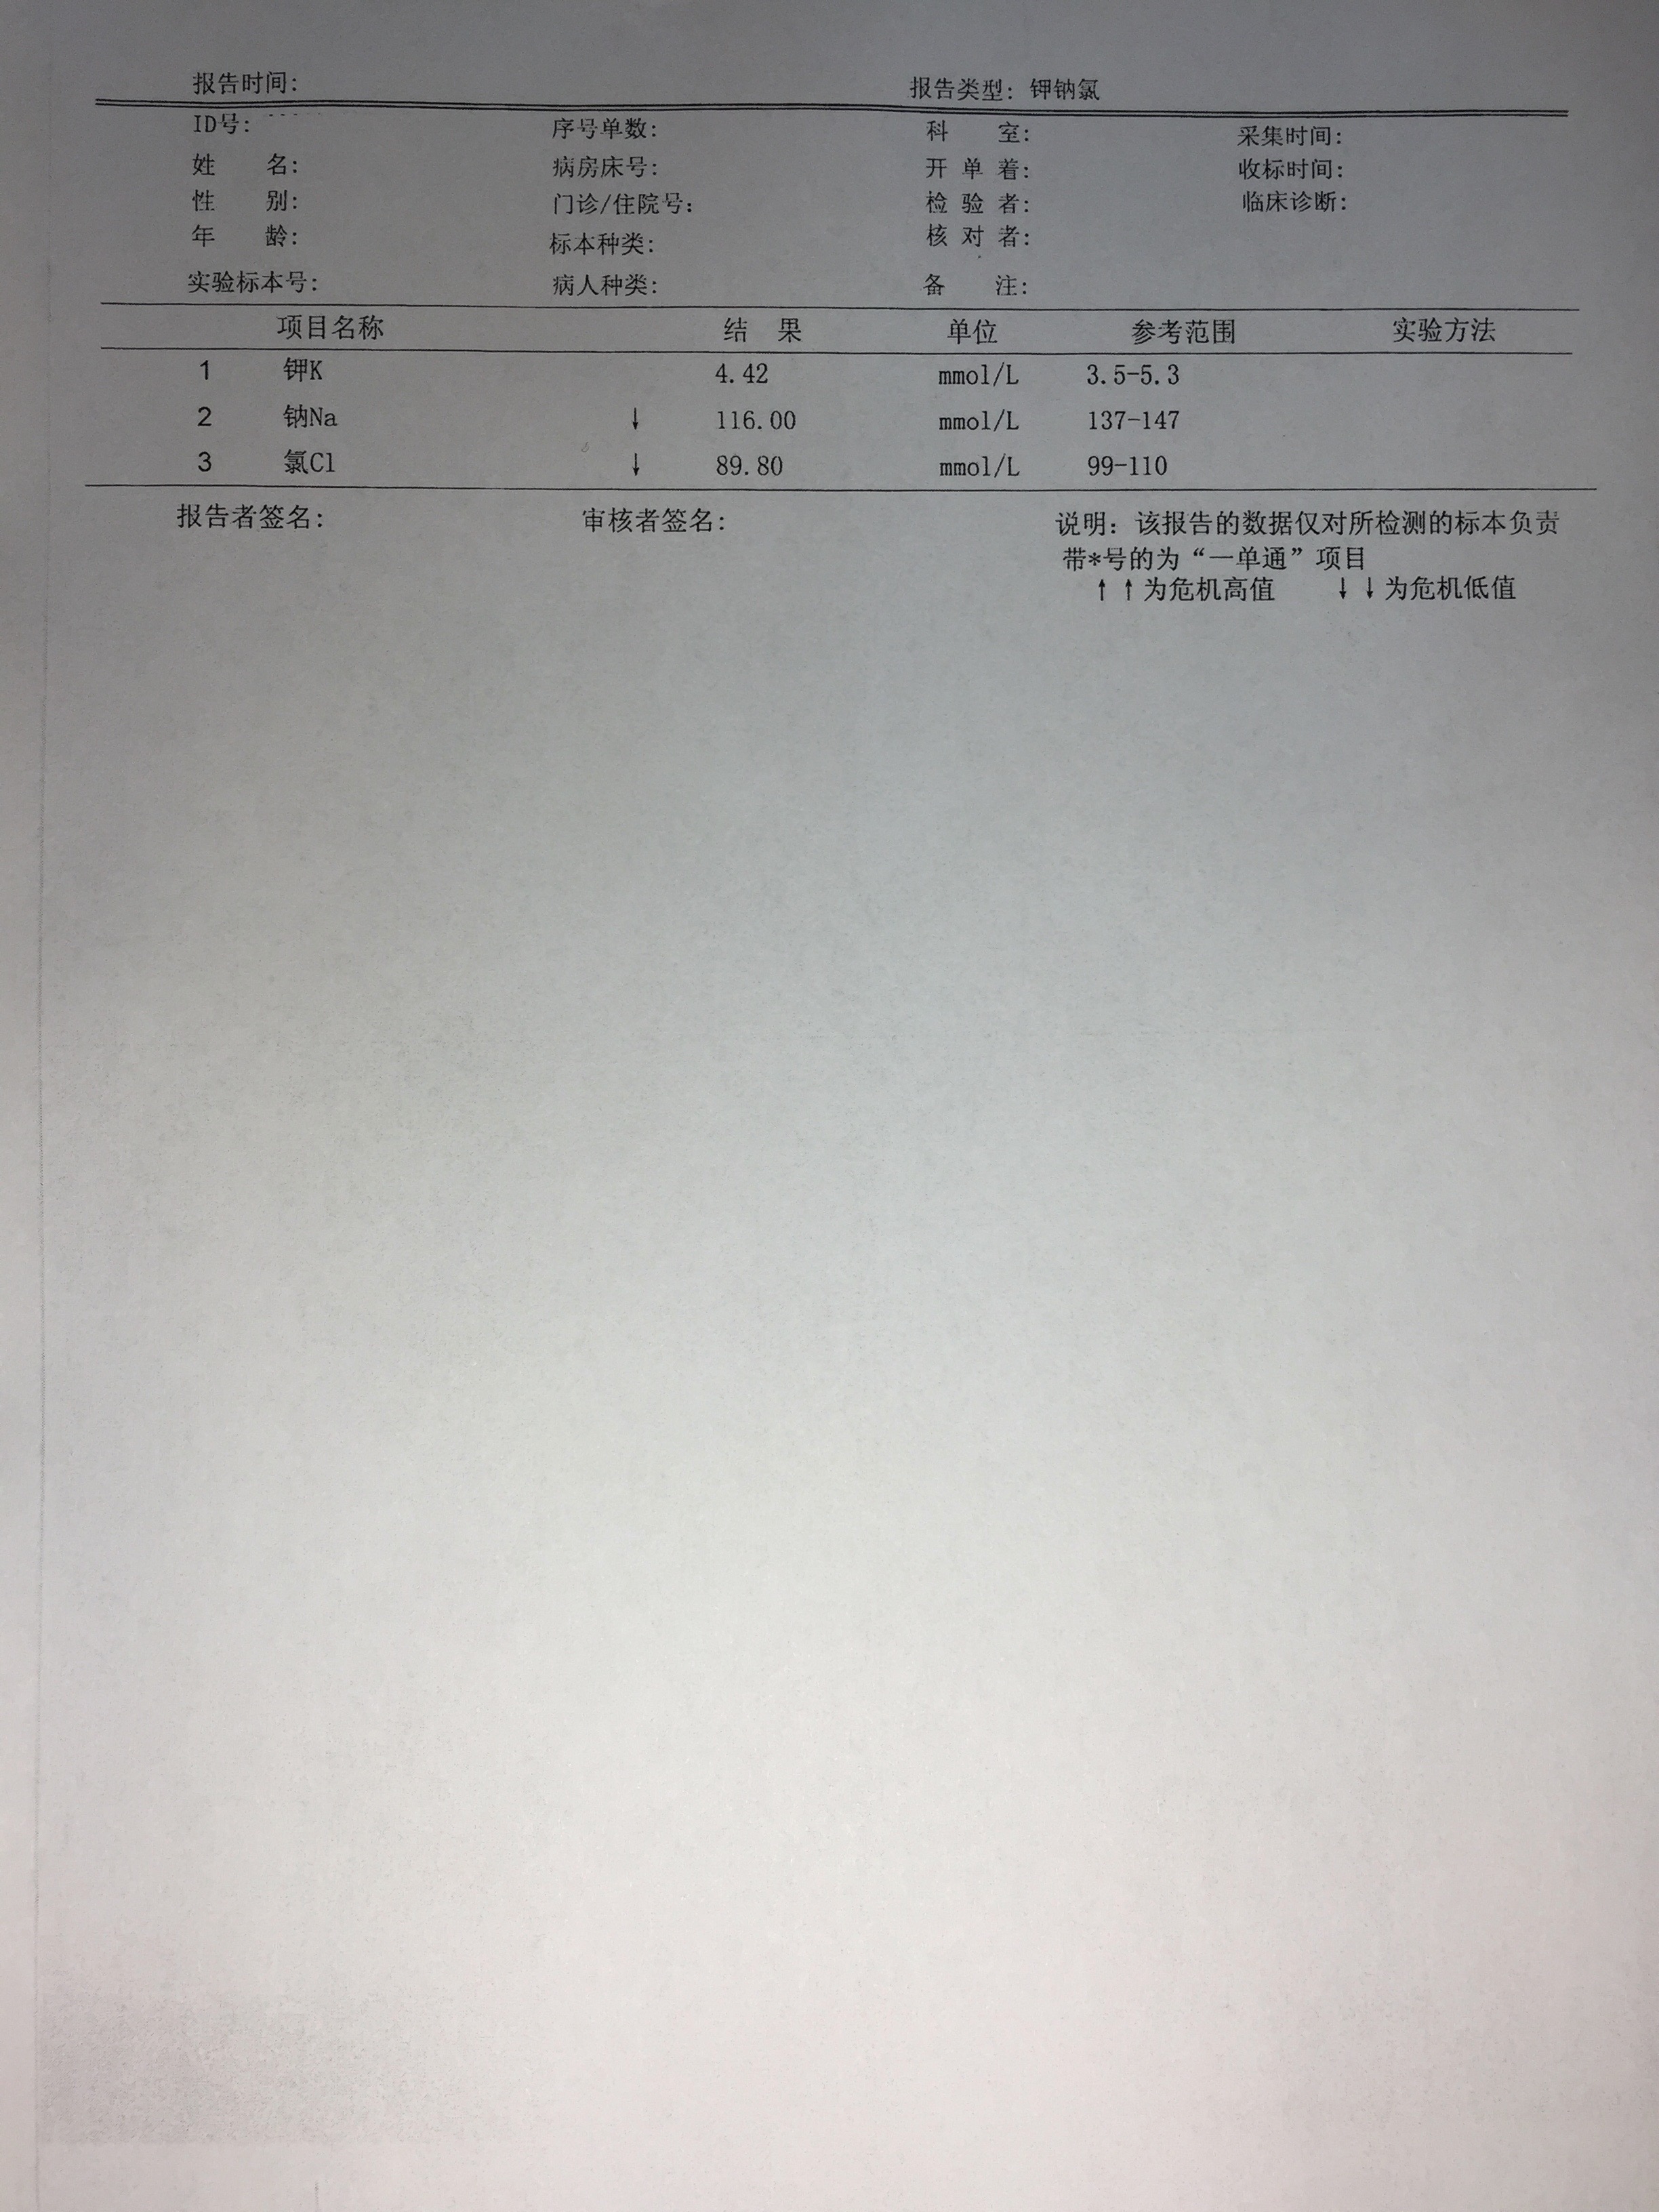 报告时间: 报告类型: 钾钠氯
ID号: 序号单数: 科 室: 采集时间:
姓 名: 病房床号: 开 单 着: 收标时间:
性 别: 门诊/住院号: 检 验 者: 临床诊断:
年 龄: 标本种类: 核 对 者:
实验标本号: 病人种类: 备 注:
项目名称 结 果 单位 参考范围 实验方法
1 钾K 4.42 mmol/L 3.5-5.3
2 钠Na ↓ 116.00 mmol/L 137-147
3 氯Cl ↓ 89.80 mmol/L 99-110
报告者签名: 审核者签名: 说明: 该报告的数据仅对所检测的标本负责
带*号的为“一单通”项目
↑↑为危机高值 ↓↓为危机低值